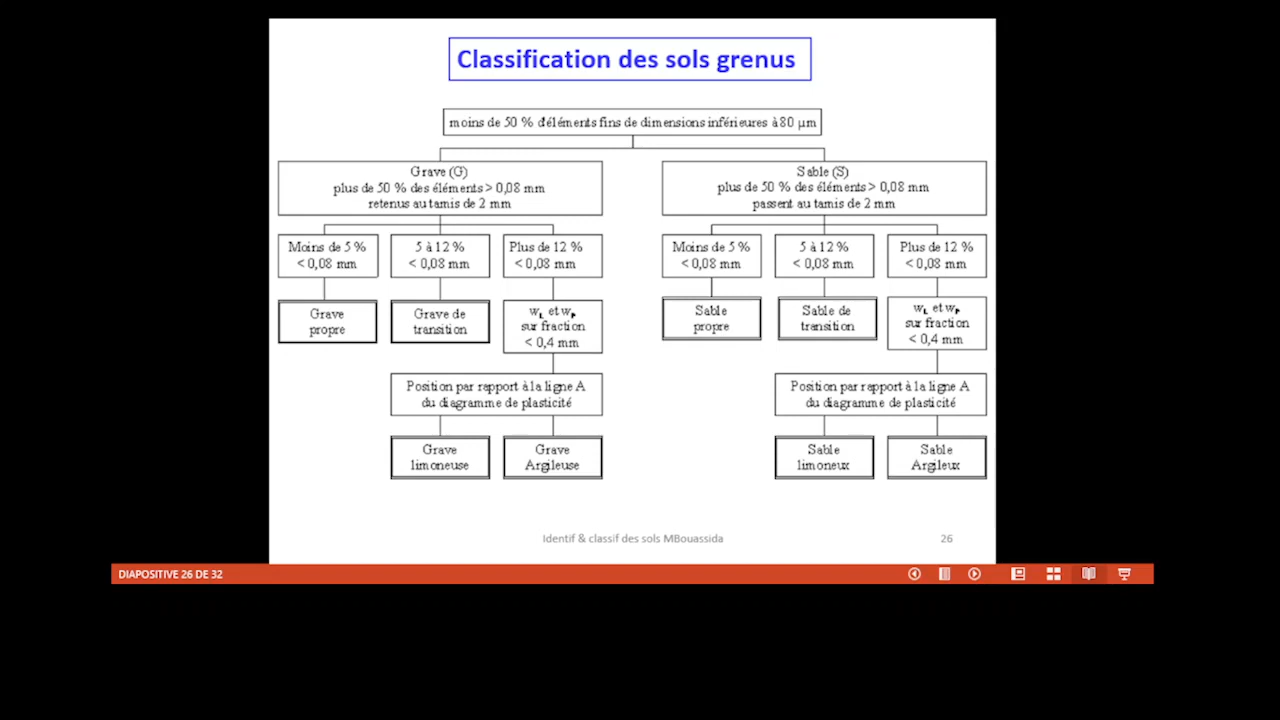 Classification des sols grenus
moins de 50 % d'éléments fins de dimensions inférieures à 80 µm
Grave (G)
plus de 50 % des éléments > 0,08 mm
retenus au tamis de 2 mm
Sable (S)
plus de 50 % des éléments > 0,08 mm
passent au tamis de 2 mm
Moins de 5 %
< 0,08 mm
5 à 12 %
< 0,08 mm
Plus de 12 %
< 0,08 mm
Moins de 5 %
< 0,08 mm
5 à 12 %
< 0,08 mm
Plus de 12 %
< 0,08 mm
Grave
propre
Grave de
transition
wL et wP
sur fraction
< 0,4 mm
Sable
propre
Sable de
transition
wL et wP
sur fraction
< 0,4 mm
Position par rapport à la ligne A
du diagramme de plasticité
Position par rapport à la ligne A
du diagramme de plasticité
Grave
limoneuse
Grave
Argileuse
Sable
limoneux
Sable
Argileux
Identif & classif des sols MBouassida
26
DIAPOSITIVE 26 DE 32